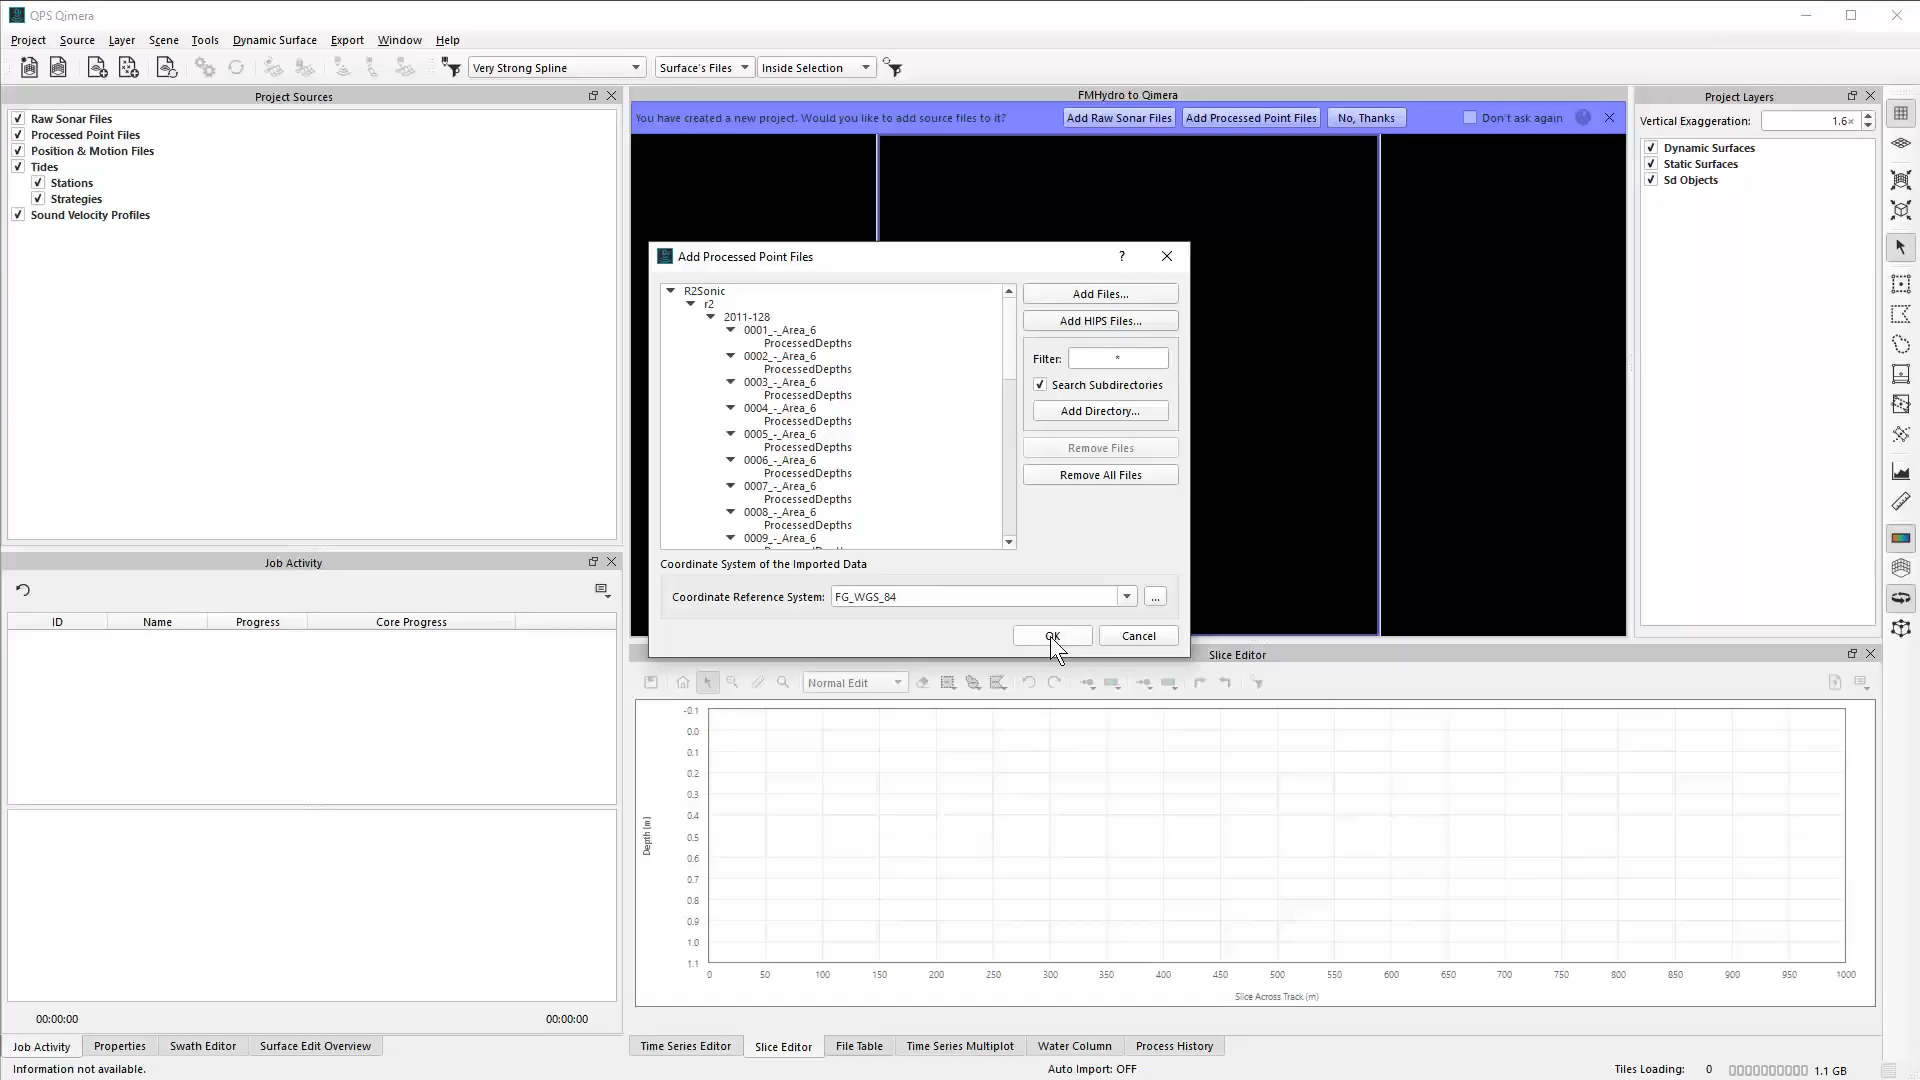 QPS Qimera
Project Source Layer Scene Tools Dynamic Surface Export Window Help
Very Strong Spline Surface's Files Inside Selection
Project Sources
Raw Sonar Files
Processed Point Files
Position & Motion Files
Tides
Stations
Strategies
Sound Velocity Profiles
FMHydro to Qimera
You have created a new project. Would you like to add source files to it? Add Raw Sonar Files Add Processed Point Files No, Thanks Don't ask again
Project Layers
Vertical Exaggeration: 1.6×
Dynamic Surfaces
Static Surfaces
Sd Objects
Add Processed Point Files ?
R2Sonic
r2
2011-128
0001_-_Area_6
ProcessedDepths
0002_-_Area_6
ProcessedDepths
0003_-_Area_6
ProcessedDepths
0004_-_Area_6
ProcessedDepths
0005_-_Area_6
ProcessedDepths
0006_-_Area_6
ProcessedDepths
0007_-_Area_6
ProcessedDepths
0008_-_Area_6
ProcessedDepths
0009_-_Area_6
Add Files...
Add HIPS Files...
Filter: *
Search Subdirectories
Add Directory...
Remove Files
Remove All Files
Coordinate System of the Imported Data
Coordinate Reference System: FG_WGS_84 ...
OK Cancel
Job Activity
ID Name Progress Core Progress
00:00:00 00:00:00
Job Activity Properties Swath Editor Surface Edit Overview
Slice Editor
Normal Edit
-0.1
0.0
0.1
0.2
0.3
0.4
0.5
0.6
0.7
0.8
0.9
1.0
1.1
Depth (m)
0 50 100 150 200 250 300 350 400 450 500 550 600 650 700 750 800 850 900 950 1000
Slice Across Track (m)
Time Series Editor Slice Editor File Table Time Series Multiplot Water Column Process History
Information not available. Auto Import: OFF Tiles Loading: 0 1.1 GB